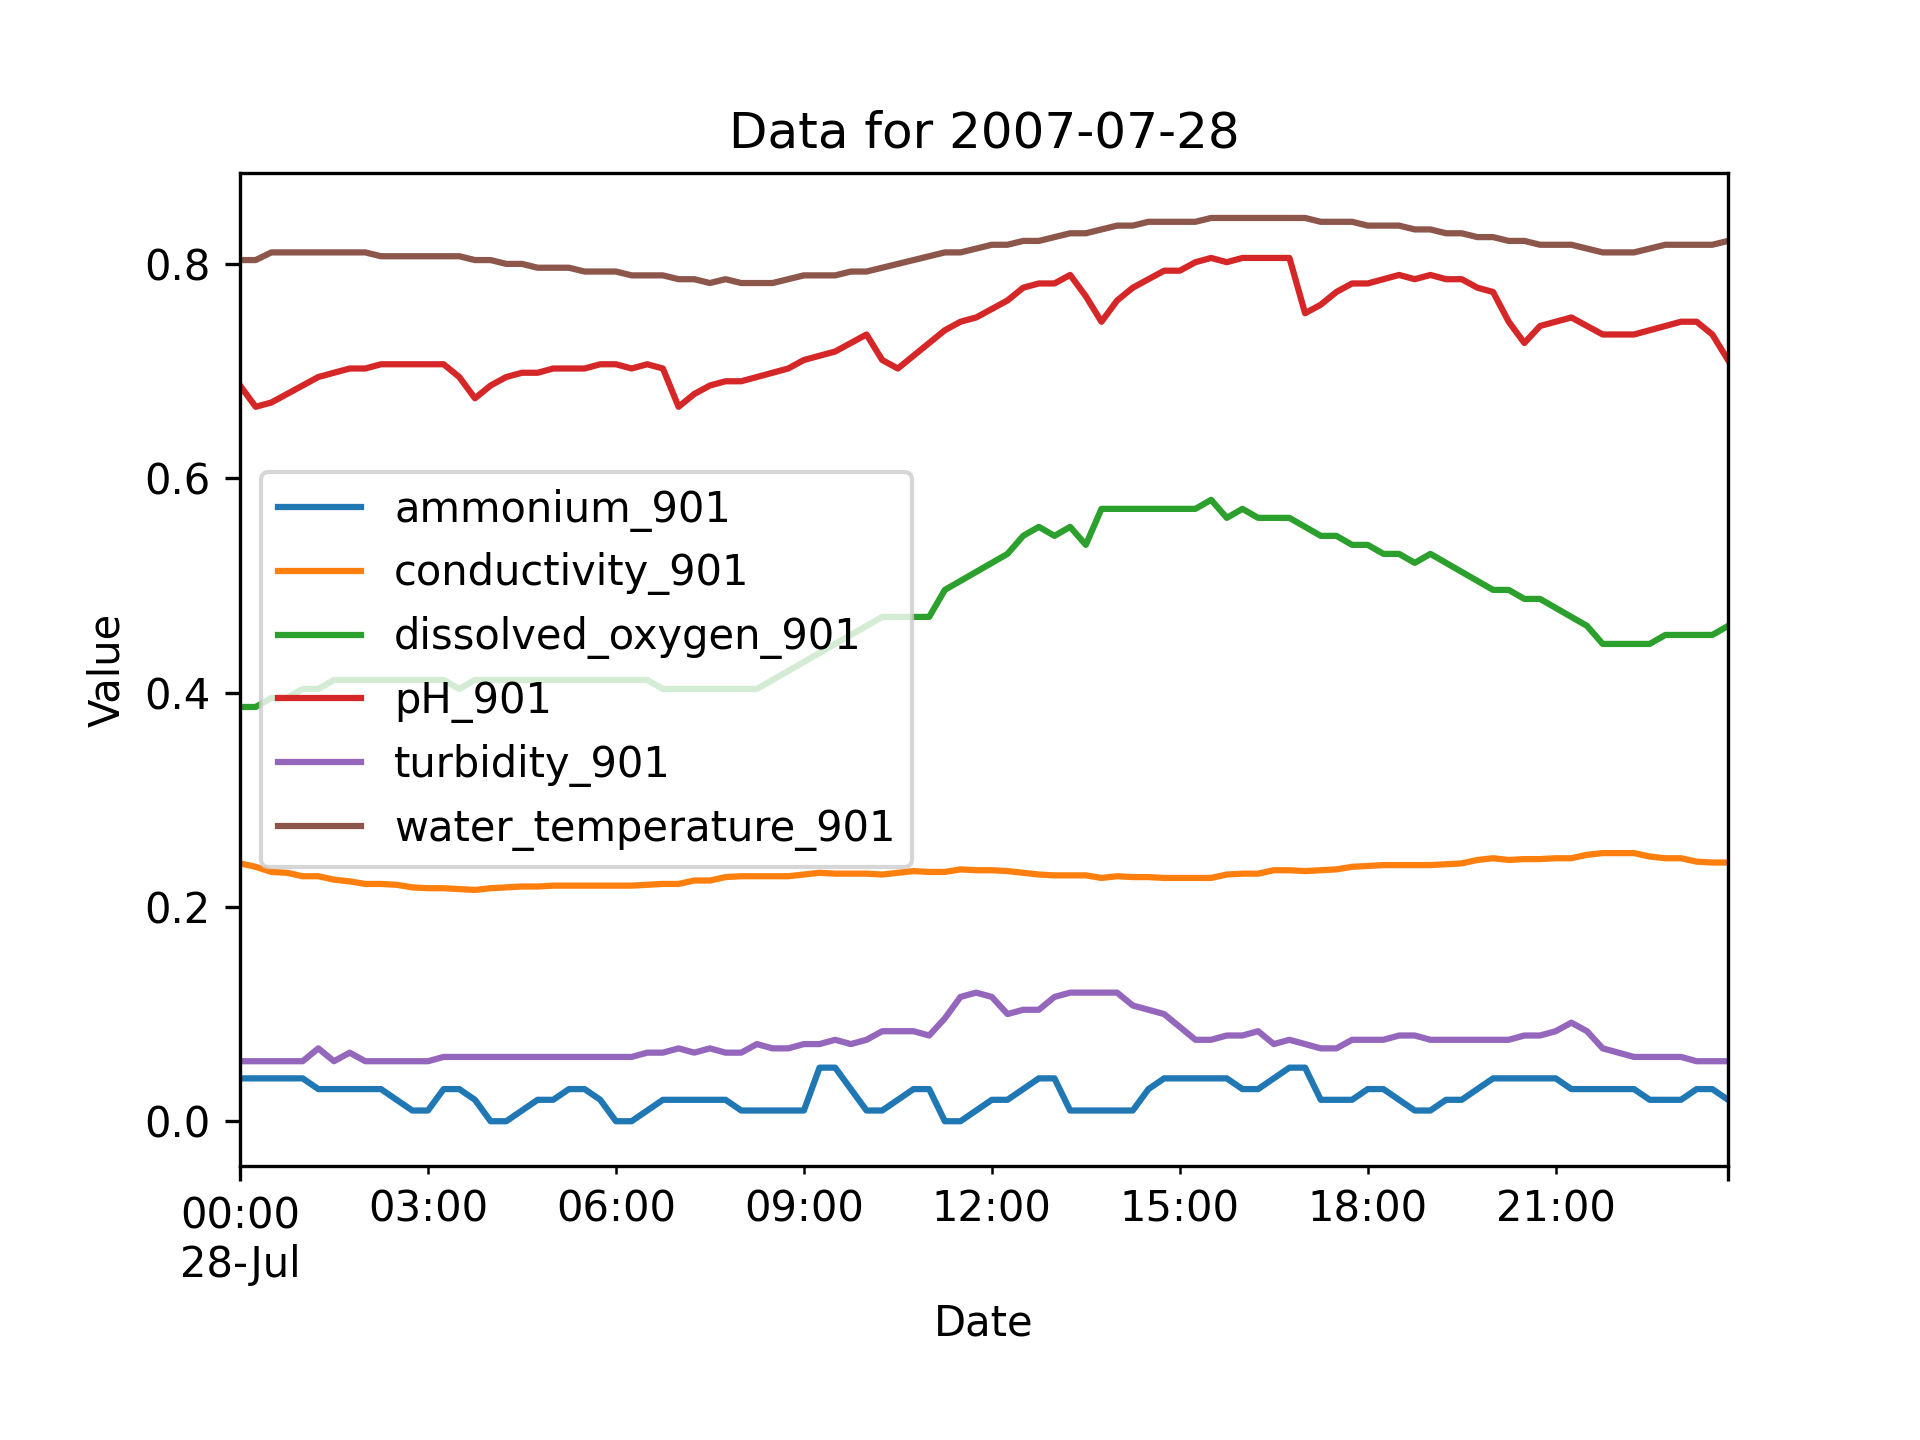 Data for 2007-07-28
Value
0.8
0.6
0.4
0.2
0.0
ammonium_901
conductivity_901
dissolved_oxygen_901
pH_901
turbidity_901
water_temperature_901
00:00 03:00 06:00 09:00 12:00 15:00 18:00 21:00
28-Jul
Date